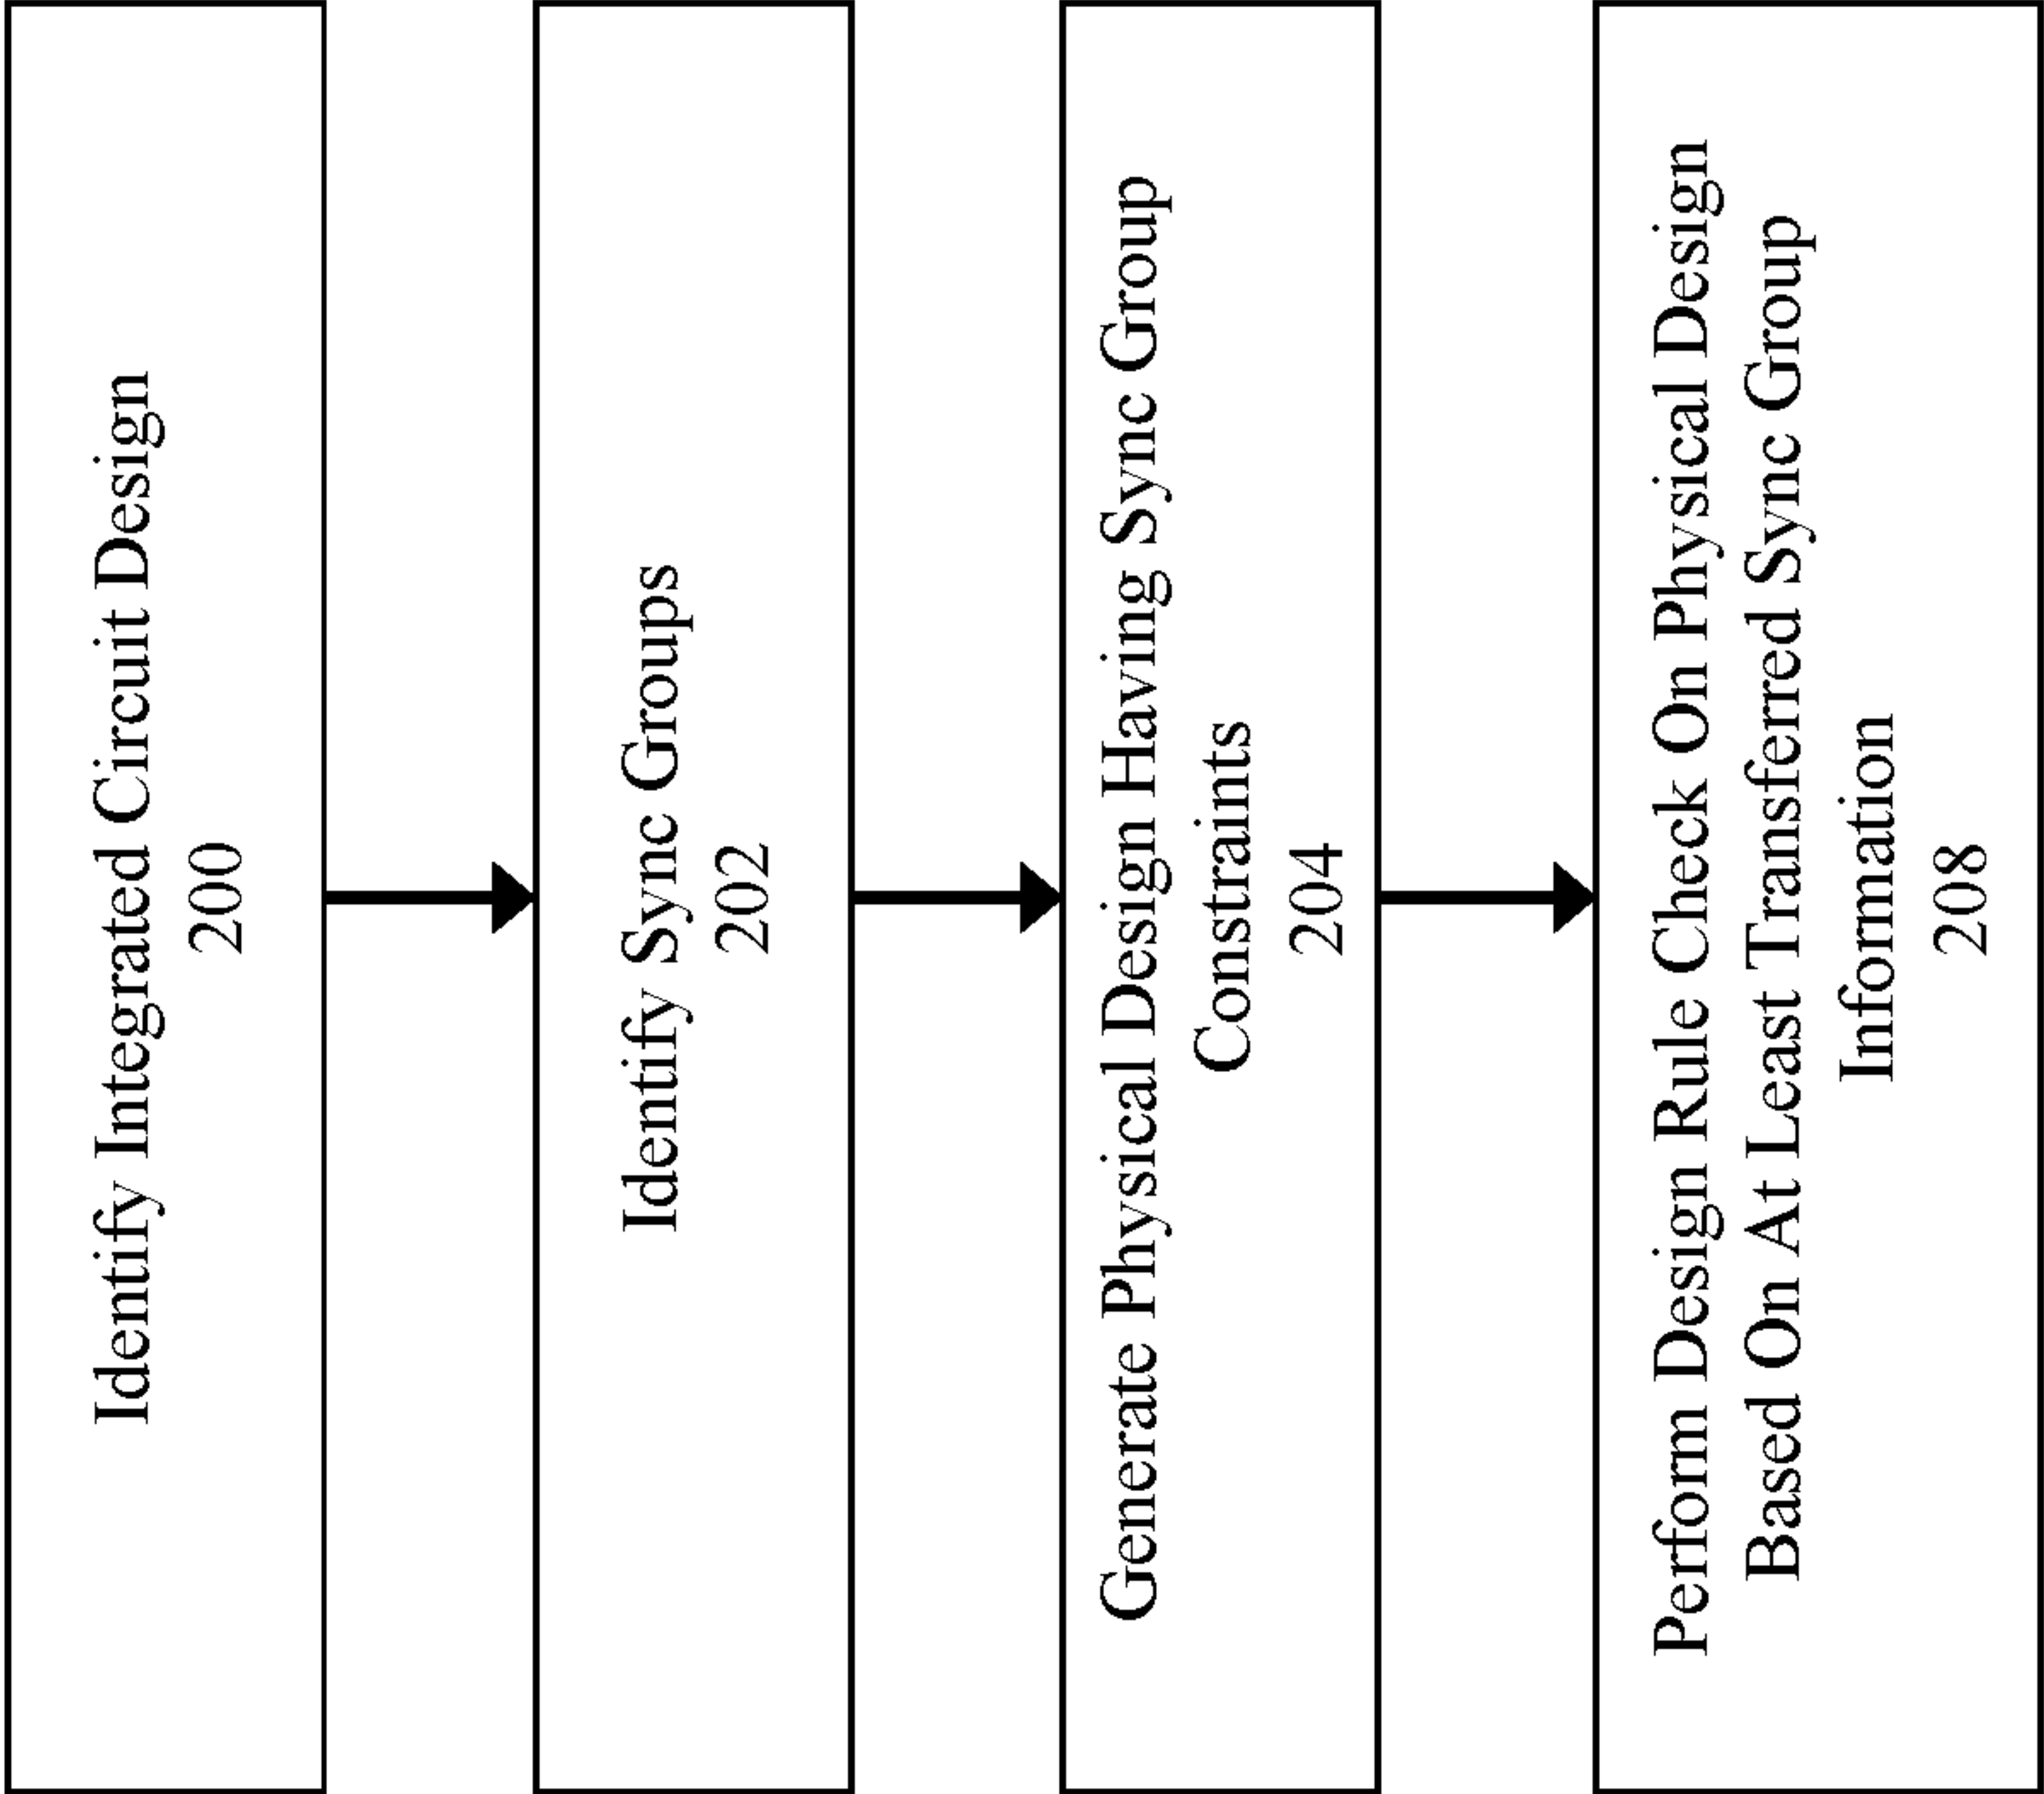 Identify Integrated Circuit Design
200
Identify Sync Groups
202
Generate Physical Design Having Sync Group
Constraints
204
Perform Design Rule Check On Physical Design
Based On At Least Transferred Sync Group
Information
208